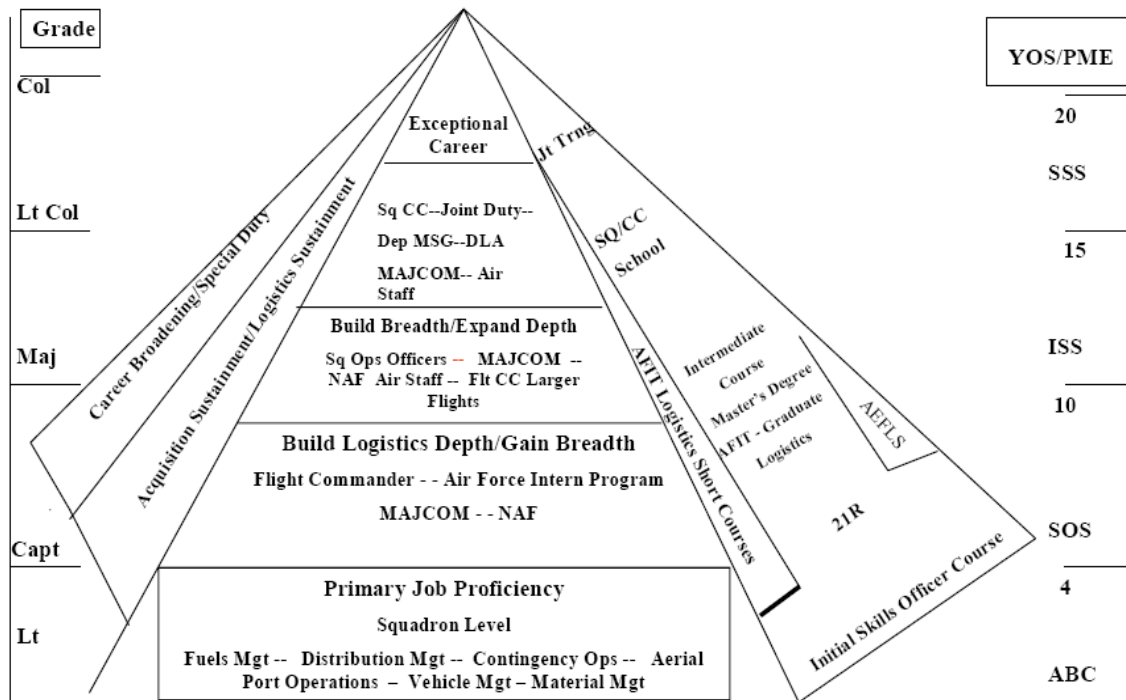 Grade
Col
Lt Col
Maj
Capt
Lt
Career Broadening/Special Duty
Acquisition Sustainment/Logistics Sustainment
Exceptional
Career
Sq CC--Joint Duty--
Dep MSG--DLA
MAJCOM-- Air
Staff
Build Breadth/Expand Depth
Sq Ops Officers -- MAJCOM --
NAF Air Staff -- Flt CC Larger
Flights
Build Logistics Depth/Gain Breadth
Flight Commander - - Air Force Intern Program
MAJCOM - - NAF
Primary Job Proficiency
Squadron Level
Fuels Mgt -- Distribution Mgt -- Contingency Ops -- Aerial
Port Operations – Vehicle Mgt – Material Mgt
AFIT Logistics Short Courses
Jt Trng
SQ/CC
School
Intermediate
Course
Master's Degree
AFIT - Graduate
Logistics
AEFLS
21R
Initial Skills Officer Course
YOS/PME
20
SSS
15
ISS
10
SOS
4
ABC